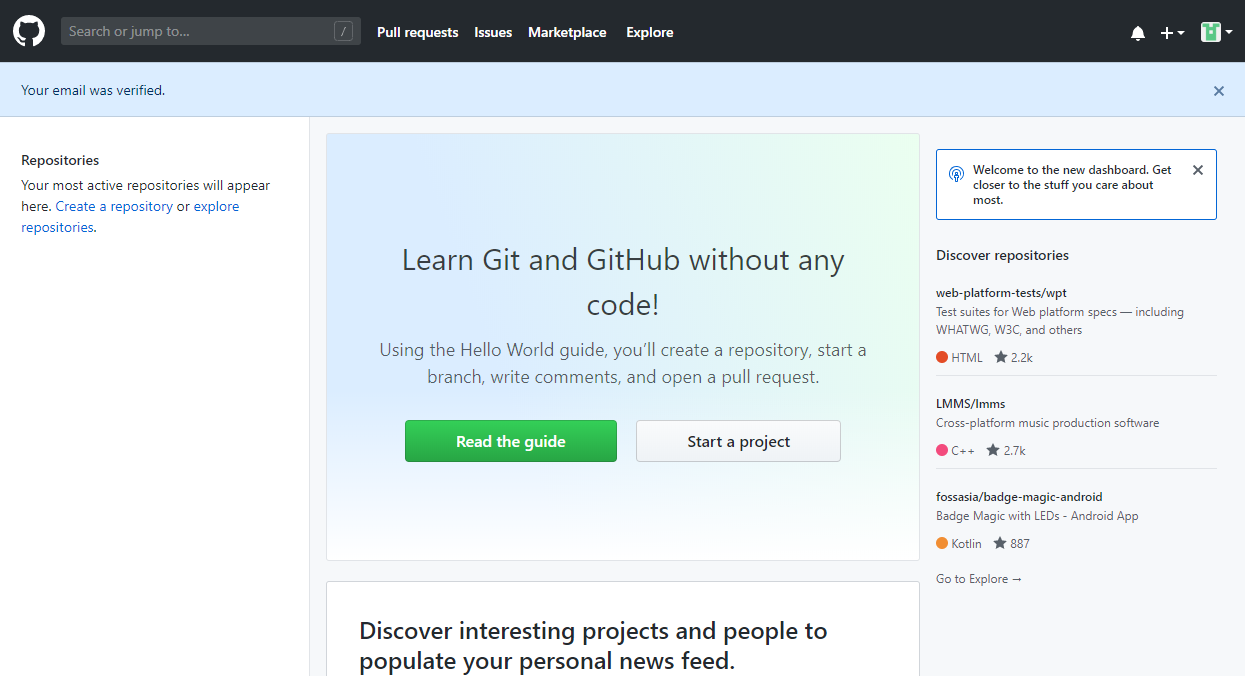 Search or jump to... /
Pull requests Issues Marketplace Explore
Your email was verified.
Repositories
Your most active repositories will appear
here. Create a repository or explore
repositories.
Learn Git and GitHub without any
code!
Using the Hello World guide, you’ll create a repository, start a
branch, write comments, and open a pull request.
Read the guide
Start a project
Discover interesting projects and people to
populate your personal news feed.
Welcome to the new dashboard. Get
closer to the stuff you care about
most.
Discover repositories
web-platform-tests/wpt
Test suites for Web platform specs — including
WHATWG, W3C, and others
HTML 2.2k
LMMS/lmms
Cross-platform music production software
C++ 2.7k
fossasia/badge-magic-android
Badge Magic with LEDs - Android App
Kotlin 887
Go to Explore →